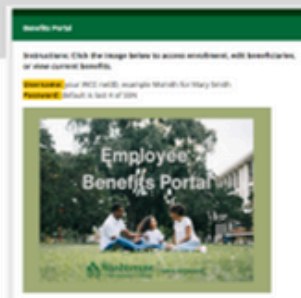 Benefits Portal
Instructions: Click the image below to access enrollment, edit beneficiaries,
or view current benefits.
Username: your WCC netID, example for Mary Smith
Password: default is last 4 of SSN
Employee
Benefits Portal
Washtenaw